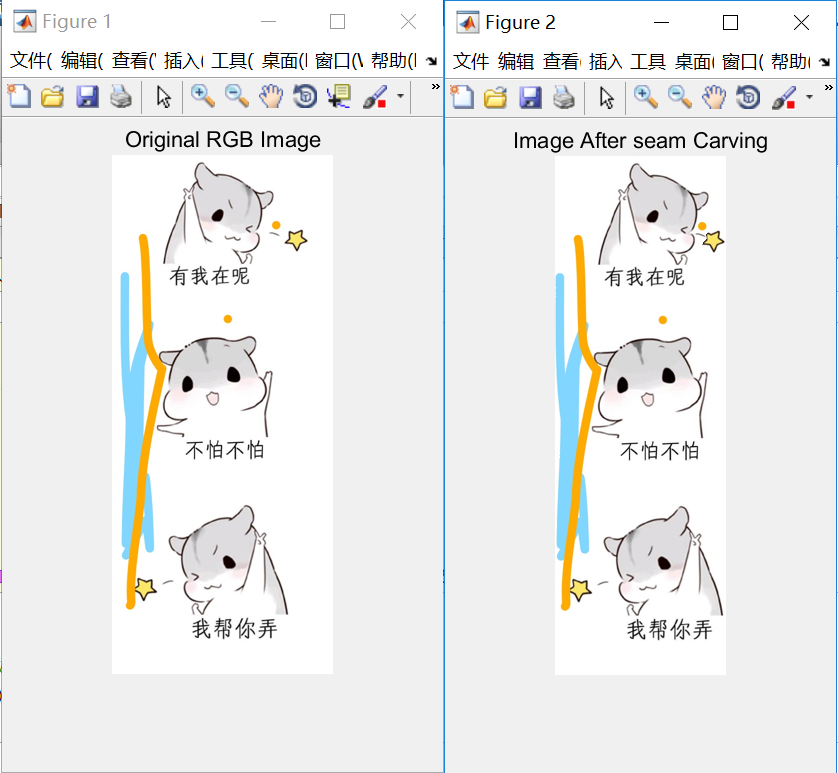 Figure 1
文件( 编辑( 查看(' 插入( 工具( 桌面(I 窗口(\ 帮助(I
Original RGB Image
有我在呢
不怕不怕
我帮你弄
Figure 2
文件 编辑 查看( 插入 工具 桌面( 窗口( 帮助(
Image After seam Carving
有我在呢
不怕不怕
我帮你弄